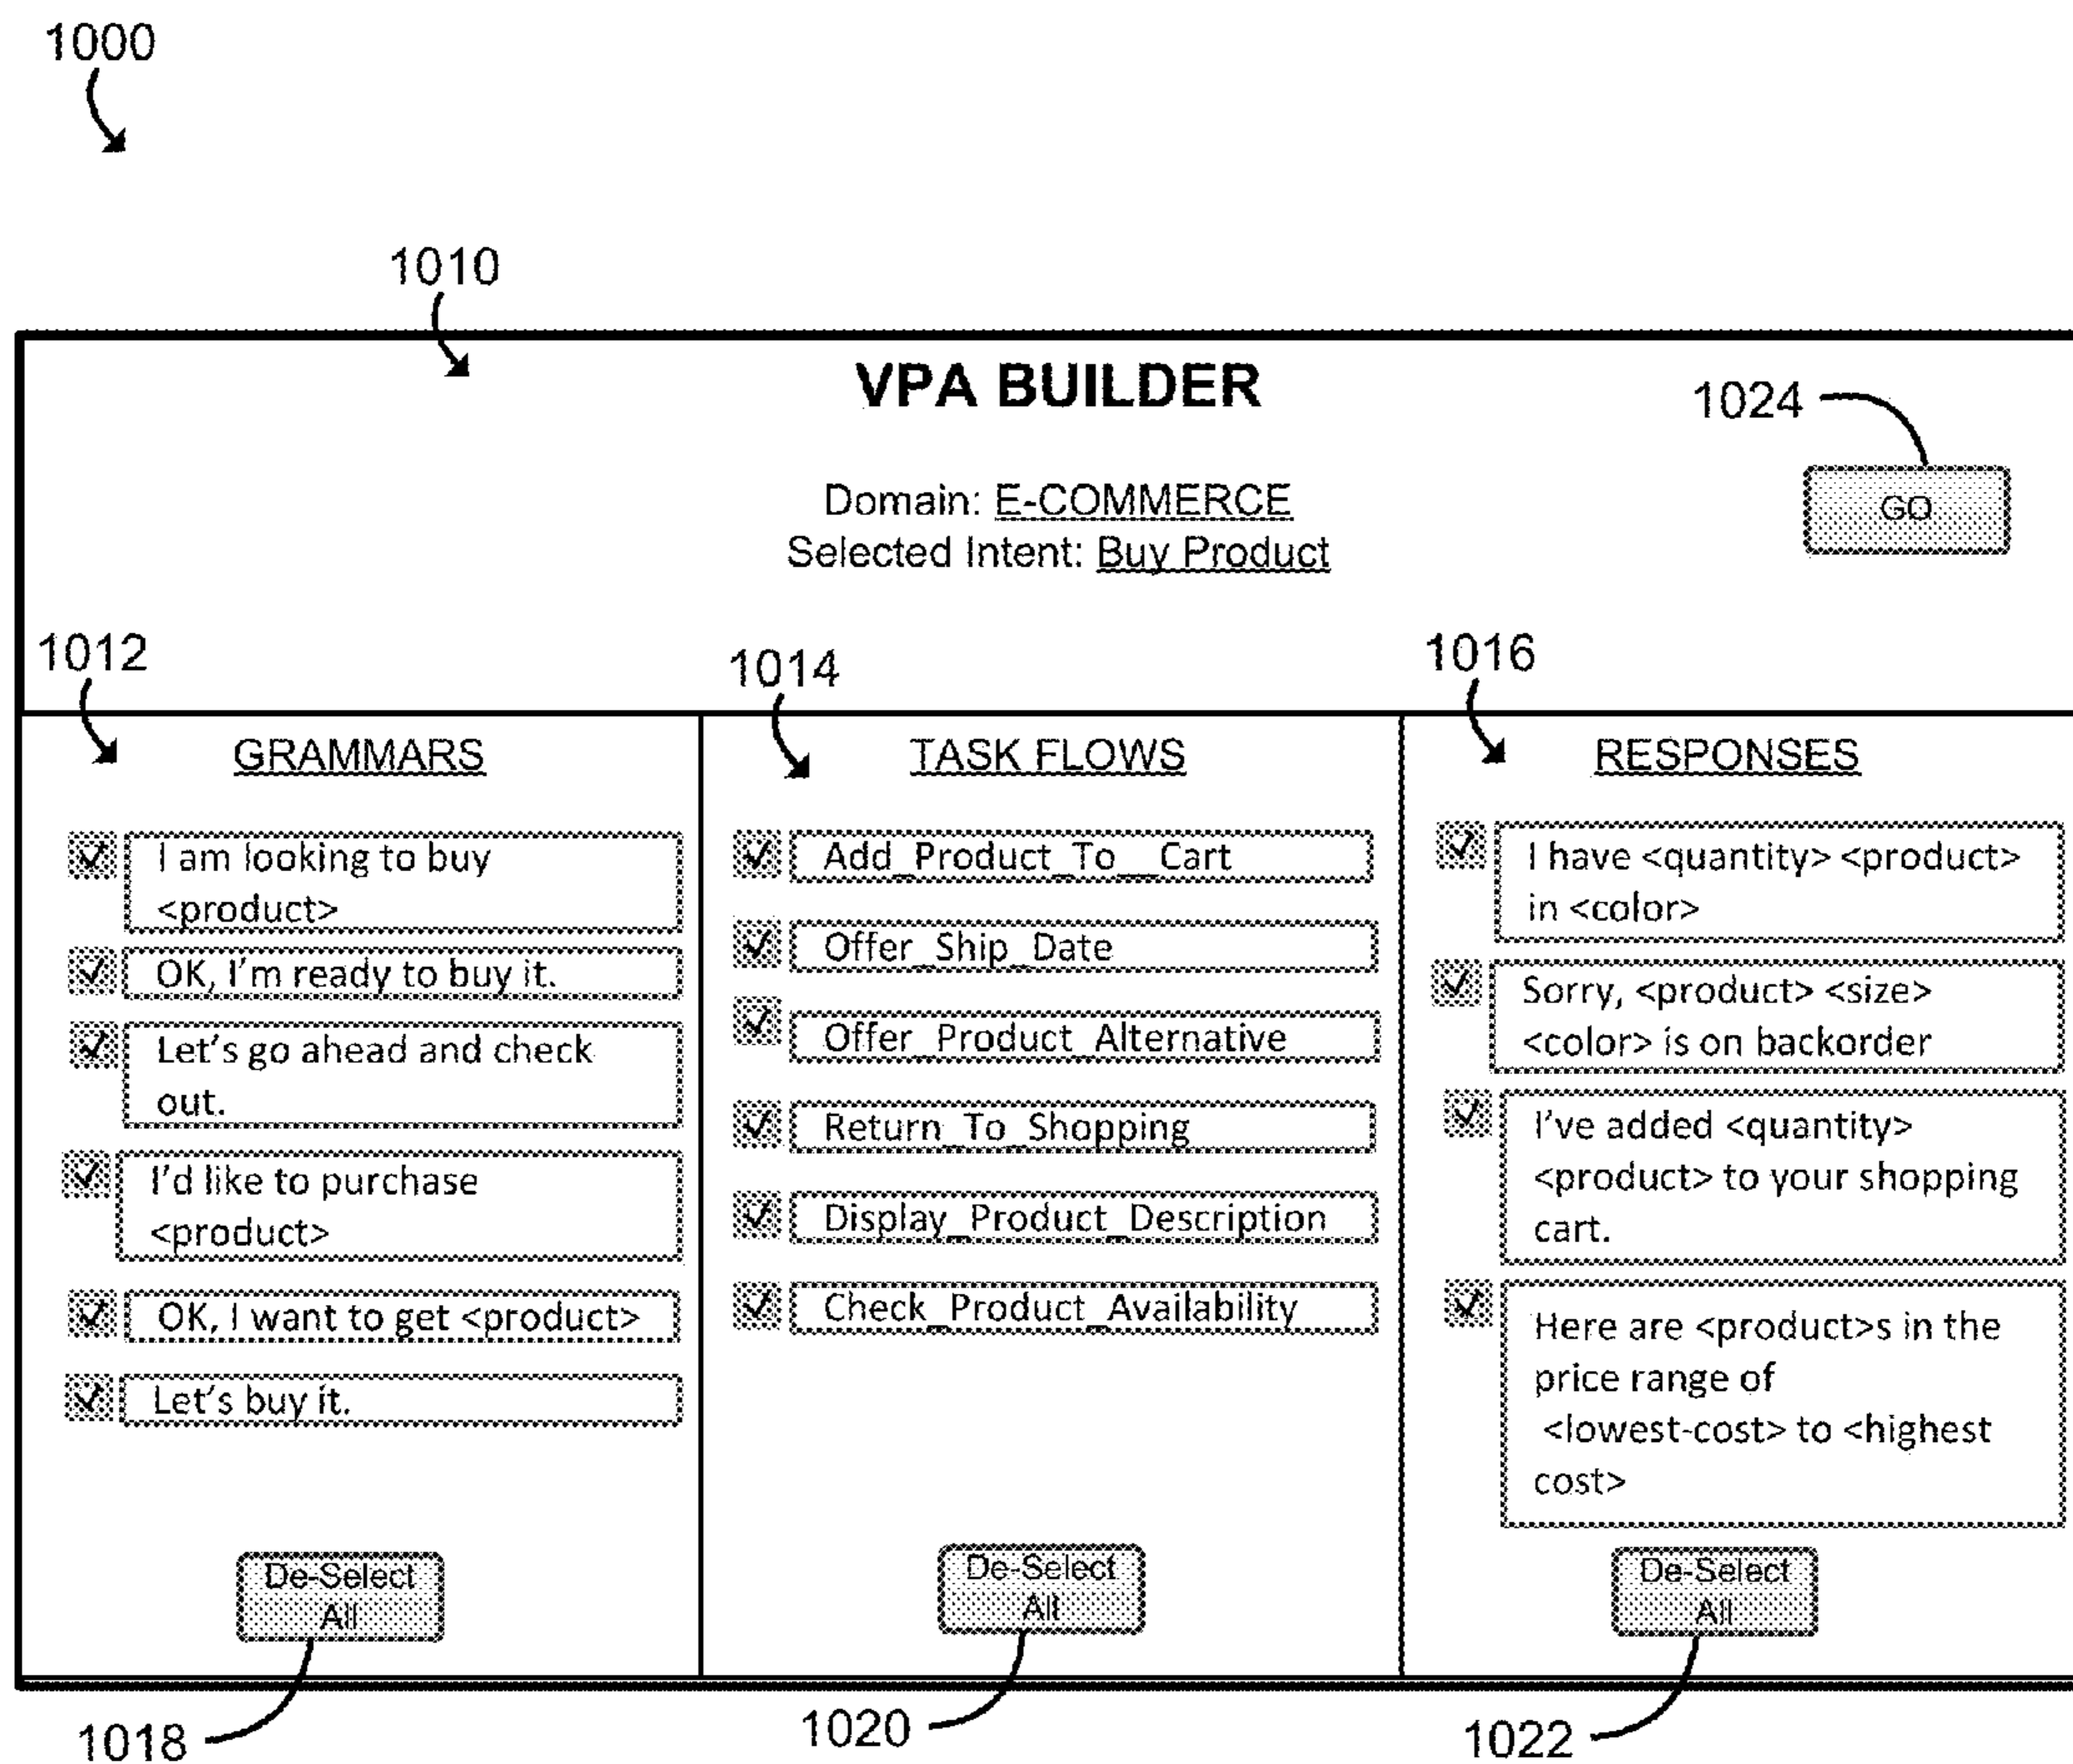 1000
1010
VPA BUILDER
1024
Domain: E-COMMERCE
GO
Selected Intent: Buy Product
1012
1014
1016
GRAMMARS
I am looking to buy
<product>
OK, I'm ready to buy it.
Let's go ahead and check
out.
I'd like to purchase
<product>
OK, I want to get <product>
Let's buy it.
De-Select
All
1018
TASK FLOWS
Add_Product_To__Cart
Offer_Ship_Date
Offer_Product_Alternative
Return_To_Shopping
Display_Product_Description
Check_Product_Availability
De-Select
All
1020
RESPONSES
I have <quantity> <product>
in <color>
Sorry, <product> <size>
<color> is on backorder
I've added <quantity>
<product> to your shopping
cart.
Here are <product>s in the
price range of
<lowest-cost> to <highest
cost>
De-Select
All
1022